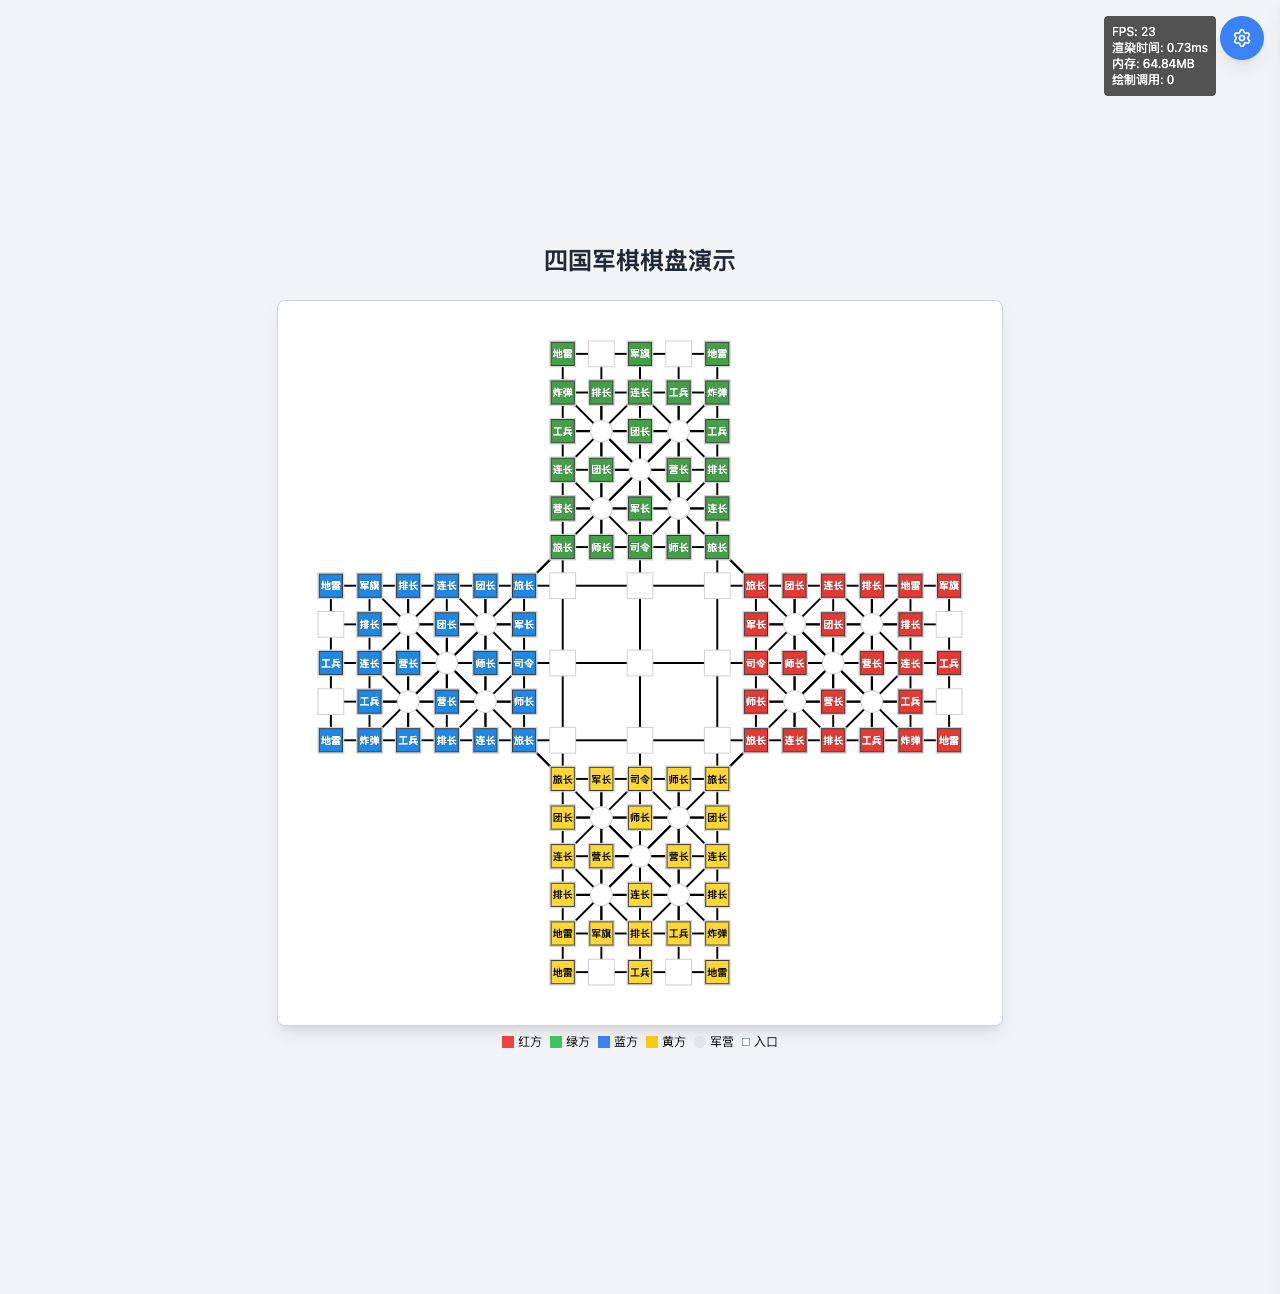 FPS: 23
渲染时间: 0.73ms
内存: 64.84MB
绘制调用: 0
四国军棋棋盘演示
地雷 军旗 地雷
炸弹 排长 连长 工兵 炸弹
工兵 团长 工兵
连长 团长 营长 排长
营长 军长 连长
旅长 师长 司令 师长 旅长
地雷 军旗 排长 连长 团长 旅长 旅长 团长 连长 排长 地雷 军旗
排长 团长 军长 军长 团长 排长
工兵 连长 营长 师长 司令 司令 师长 营长 连长 工兵
工兵 营长 师长 师长 营长 工兵
地雷 炸弹 工兵 排长 连长 旅长 旅长 连长 排长 工兵 炸弹 地雷
旅长 军长 司令 师长 旅长
团长 师长 团长
连长 营长 营长 连长
排长 连长 排长
地雷 军旗 排长 工兵 炸弹
地雷 工兵 地雷
红方 绿方 蓝方 黄方 军营 入口